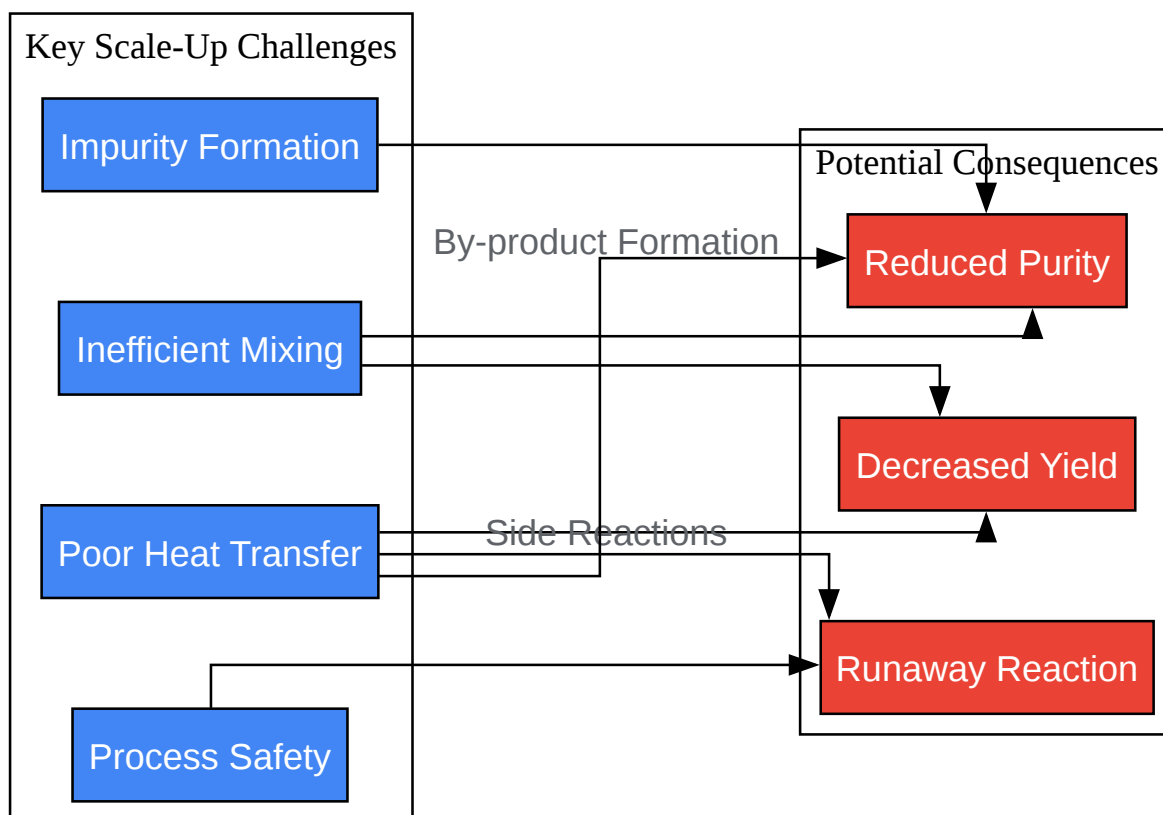 Key Scale-Up Challenges
Impurity Formation
Inefficient Mixing
Poor Heat Transfer
Process Safety
By-product Formation
Side Reactions
Potential Consequences
Reduced Purity
Decreased Yield
Runaway Reaction